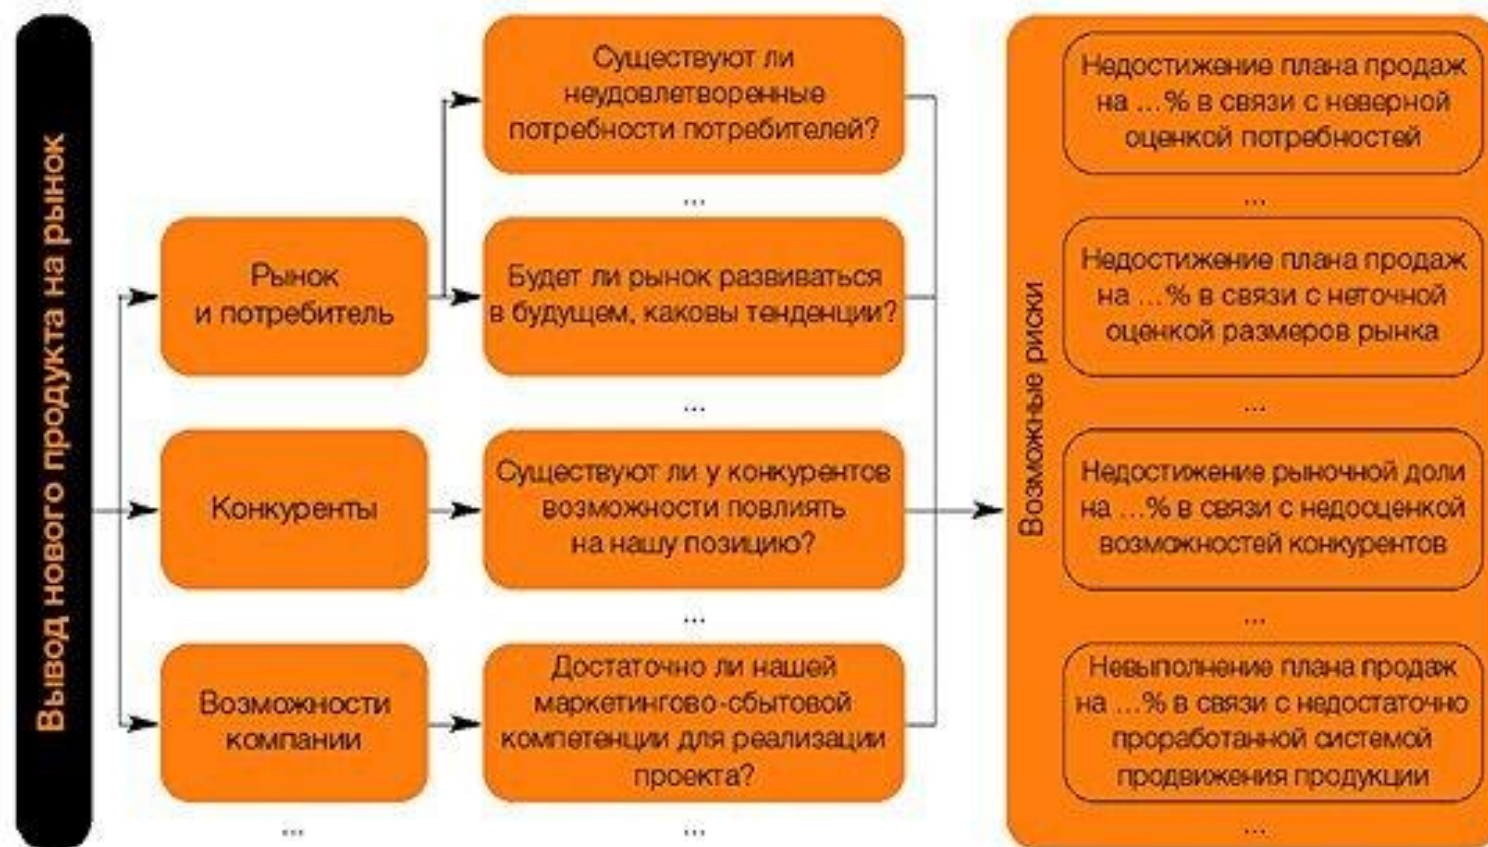 Вывод нового продукта на рынок
Рынок
и потребитель
Конкуренты
Возможности
компании
...
Существуют ли
неудовлетворенные
потребности потребителей?
...
Будет ли рынок развиваться
в будущем, каковы тенденции?
...
Существуют ли у конкурентов
возможности повлиять
на нашу позицию?
...
Достаточно ли нашей
маркетингово-сбытовой
компетенции для реализации
проекта?
...
Возможные риски
Недостижение плана продаж
на ...% в связи с неверной
оценкой потребностей
...
Недостижение плана продаж
на ...% в связи с неточной
оценкой размеров рынка
...
Недостижение рыночной доли
на ...% в связи с недооценкой
возможностей конкурентов
...
Невыполнение плана продаж
на ...% в связи с недостаточно
проработанной системой
продвижения продукции
...